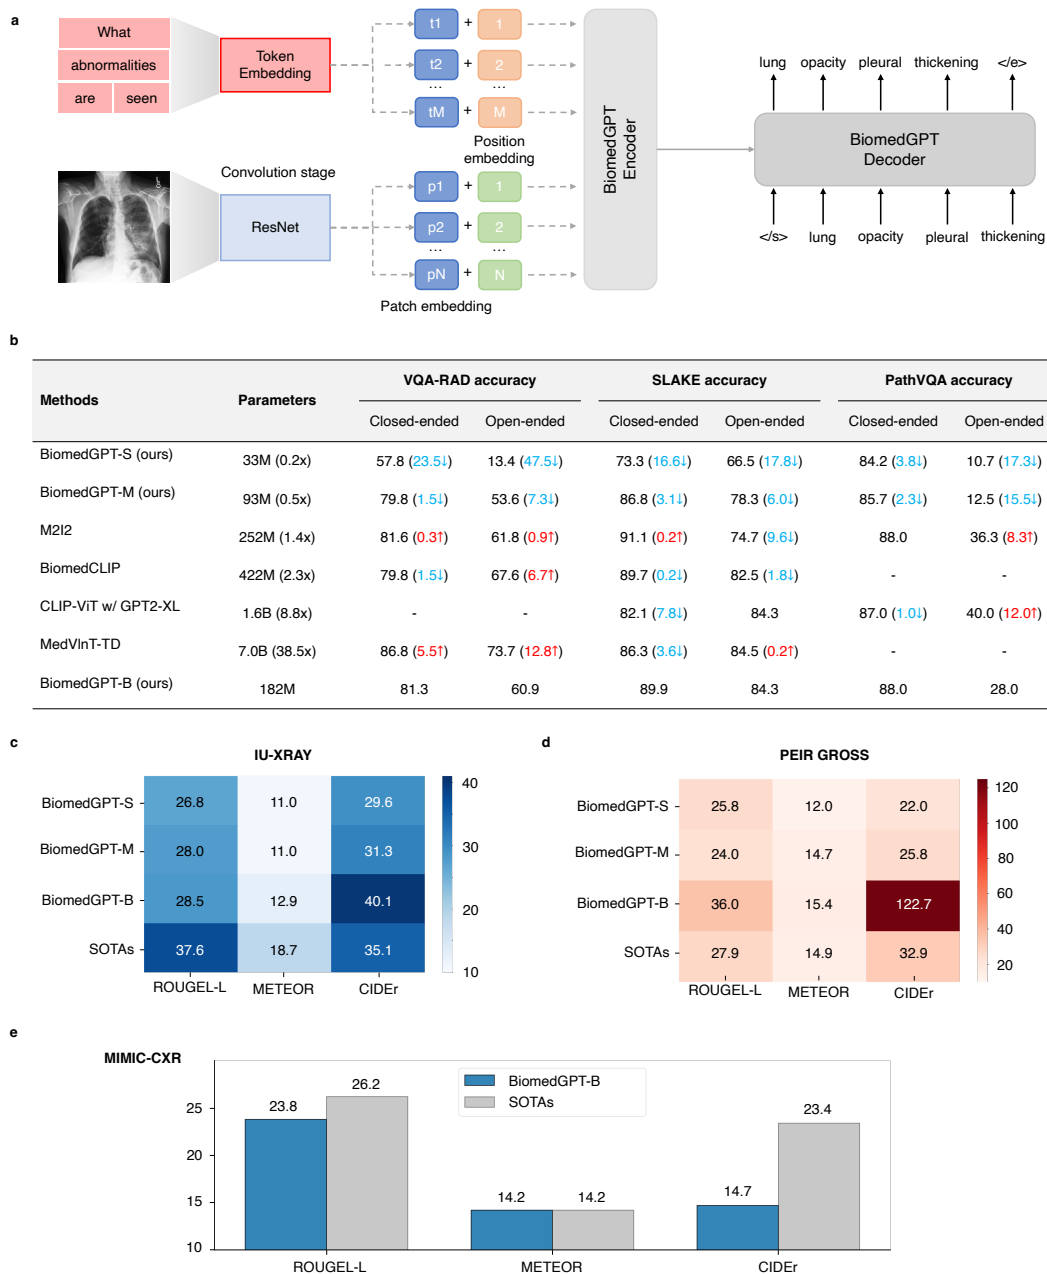 a
What
abnormalities
are seen
Token
Embedding
t1 + 1
t2 + 2
... ...
tM + M
Position
embedding
Convolution stage
ResNet
p1 + 1
p2 + 2
... ...
pN + N
Patch embedding
BiomedGPT
Encoder
lung opacity pleural thickening </e>
BiomedGPT
Decoder
</s> lung opacity pleural thickening
b
Methods Parameters VQA-RAD accuracy SLAKE accuracy PathVQA accuracy
Closed-ended Open-ended Closed-ended Open-ended Closed-ended Open-ended
BiomedGPT-S (ours) 33M (0.2x) 57.8 (23.5↓) 13.4 (47.5↓) 73.3 (16.6↓) 66.5 (17.8↓) 84.2 (3.8↓) 10.7 (17.3↓)
BiomedGPT-M (ours) 93M (0.5x) 79.8 (1.5↓) 53.6 (7.3↓) 86.8 (3.1↓) 78.3 (6.0↓) 85.7 (2.3↓) 12.5 (15.5↓)
M2I2 252M (1.4x) 81.6 (0.3↑) 61.8 (0.9↑) 91.1 (0.2↑) 74.7 (9.6↓) 88.0 36.3 (8.3↑)
BiomedCLIP 422M (2.3x) 79.8 (1.5↓) 67.6 (6.7↑) 89.7 (0.2↓) 82.5 (1.8↓) - -
CLIP-ViT w/ GPT2-XL 1.6B (8.8x) - - 82.1 (7.8↓) 84.3 87.0 (1.0↓) 40.0 (12.0↑)
MedVInT-TD 7.0B (38.5x) 86.8 (5.5↑) 73.7 (12.8↑) 86.3 (3.6↓) 84.5 (0.2↑) - -
BiomedGPT-B (ours) 182M 81.3 60.9 89.9 84.3 88.0 28.0
c
IU-XRAY
BiomedGPT-S 26.8 11.0 29.6
BiomedGPT-M 28.0 11.0 31.3
BiomedGPT-B 28.5 12.9 40.1
SOTAs 37.6 18.7 35.1
ROUGEL-L METEOR CIDEr
40
30
20
10
d
PEIR GROSS
BiomedGPT-S 25.8 12.0 22.0
BiomedGPT-M 24.0 14.7 25.8
BiomedGPT-B 36.0 15.4 122.7
SOTAs 27.9 14.9 32.9
ROUGEL-L METEOR CIDEr
120
100
80
60
40
20
e
MIMIC-CXR
BiomedGPT-B
SOTAs
25
20
15
10
23.8 26.2
14.2 14.2
14.7 23.4
ROUGEL-L METEOR CIDEr